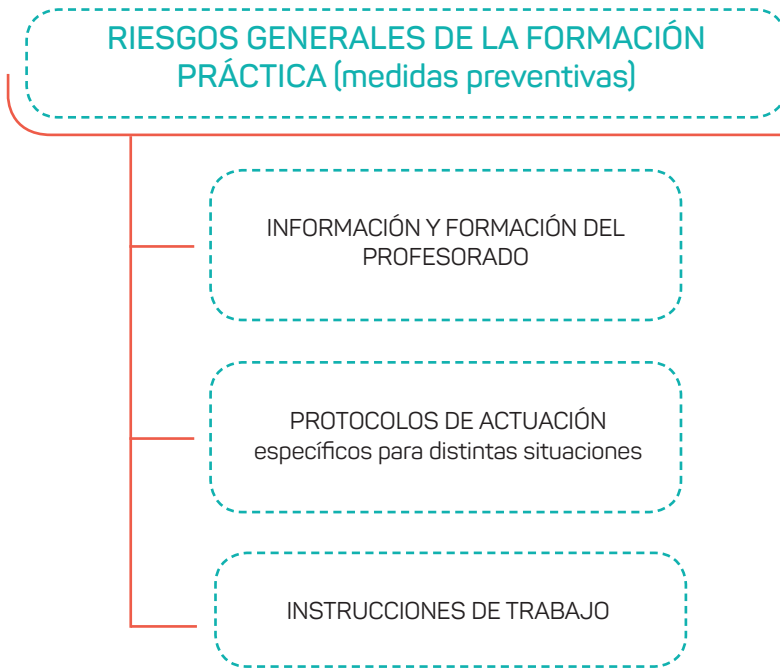 RIESGOS GENERALES DE LA FORMACIÓN
PRÁCTICA (medidas preventivas)
INFORMACIÓN Y FORMACIÓN DEL
PROFESORADO
PROTOCOLOS DE ACTUACIÓN
específicos para distintas situaciones
INSTRUCCIONES DE TRABAJO